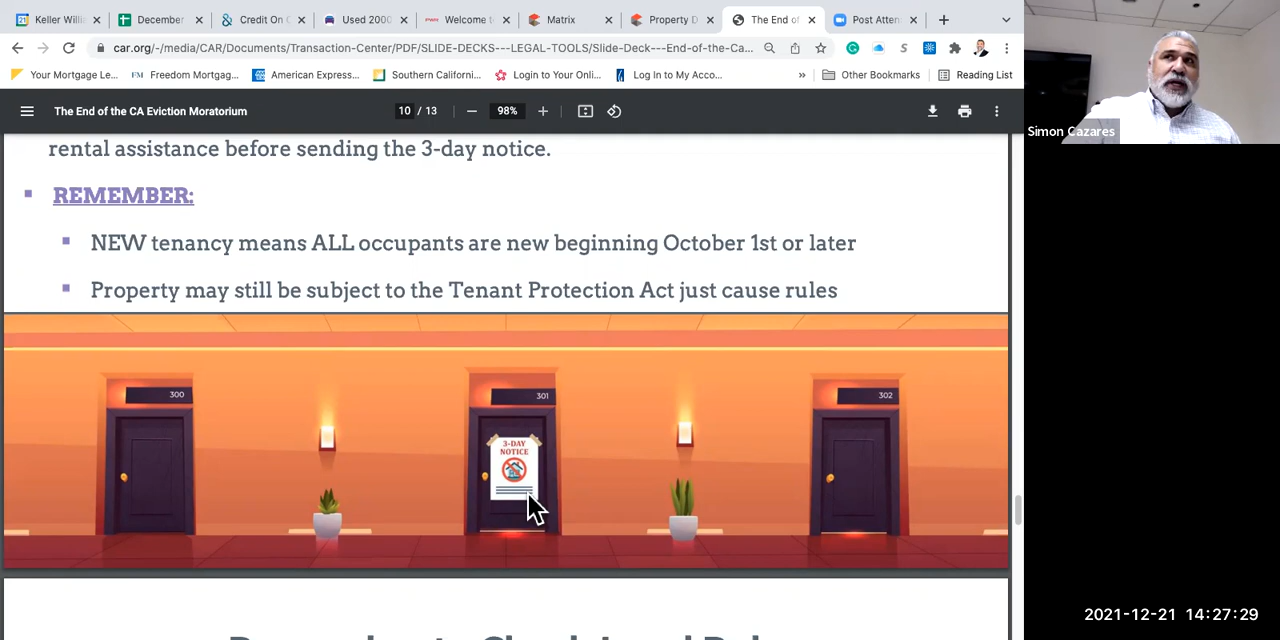 Keller Willi
December
Credit On
Used 200
Welcome t
Matrix
Property D
The End of
Post Atten
car.org/-/media/CAR/Documents/Transaction-Center/PDF/SLIDE-DECKS---LEGAL-TOOLS/Slide-Deck---End-of-the-Ca...
Your Mortgage Le...
Freedom Mortgag...
American Express...
Southern Californi...
Login to Your Onli...
Log In to My Acco...
»
Other Bookmarks
Reading List
The End of the CA Eviction Moratorium
10 / 13
98%
Simon Cazares
rental assistance before sending the 3-day notice.
REMEMBER:
NEW tenancy means ALL occupants are new beginning October 1st or later
Property may still be subject to the Tenant Protection Act just cause rules
300
301
302
3-DAY
NOTICE
2021-12-21 14:27:29